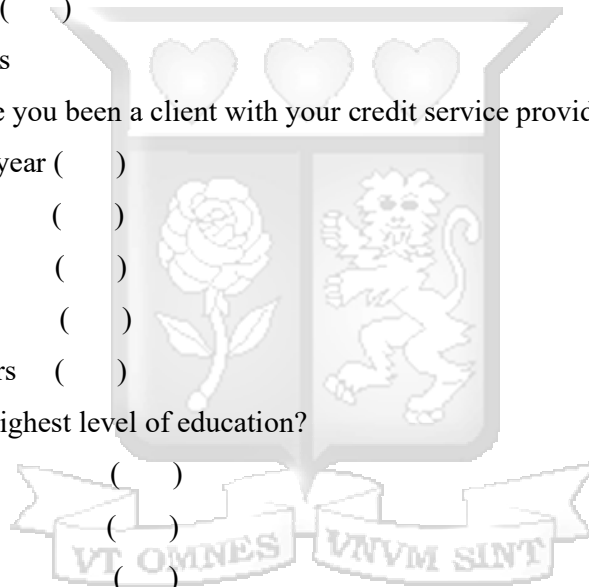 (      )
s
e you been a client with your credit service provid
year (      )
(      )
(      )
(      )
rs    (      )
ighest level of education?
(      )
(      )
(      )
VT OMNES VNVM SINT